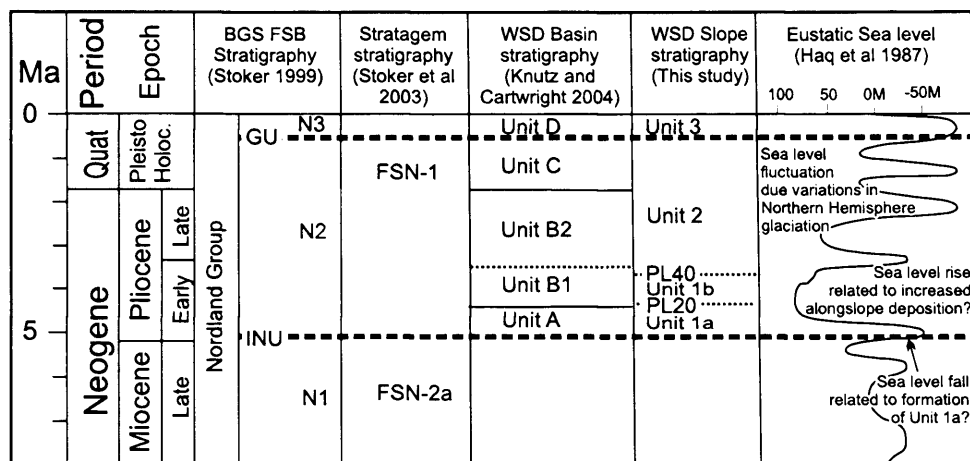 Ma
Period
Epoch
BGS FSB
Stratigraphy
(Stoker 1999)
Stratagem
stratigraphy
(Stoker et al
2003)
WSD Basin
stratigraphy
(Knutz and
Cartwright 2004)
WSD Slope
stratigraphy
(This study)
Eustatic Sea level
(Haq et al 1987)
100 50 0M -50M
0
5
Quat
Neogene
Pleisto
Holoc.
Pliocene
Miocene
Late
Early
Late
Nordland Group
GU
INU
N3
N2
N1
FSN-1
FSN-2a
Unit D
Unit C
Unit B2
Unit B1
Unit A
Unit 3
Unit 2
PL40
Unit 1b
PL20
Unit 1a
Sea level
fluctuation
due variations in
Northern Hemisphere
glaciation
Sea level rise
related to increased
alongslope deposition?
Sea level fall
related to formation
of Unit 1a?